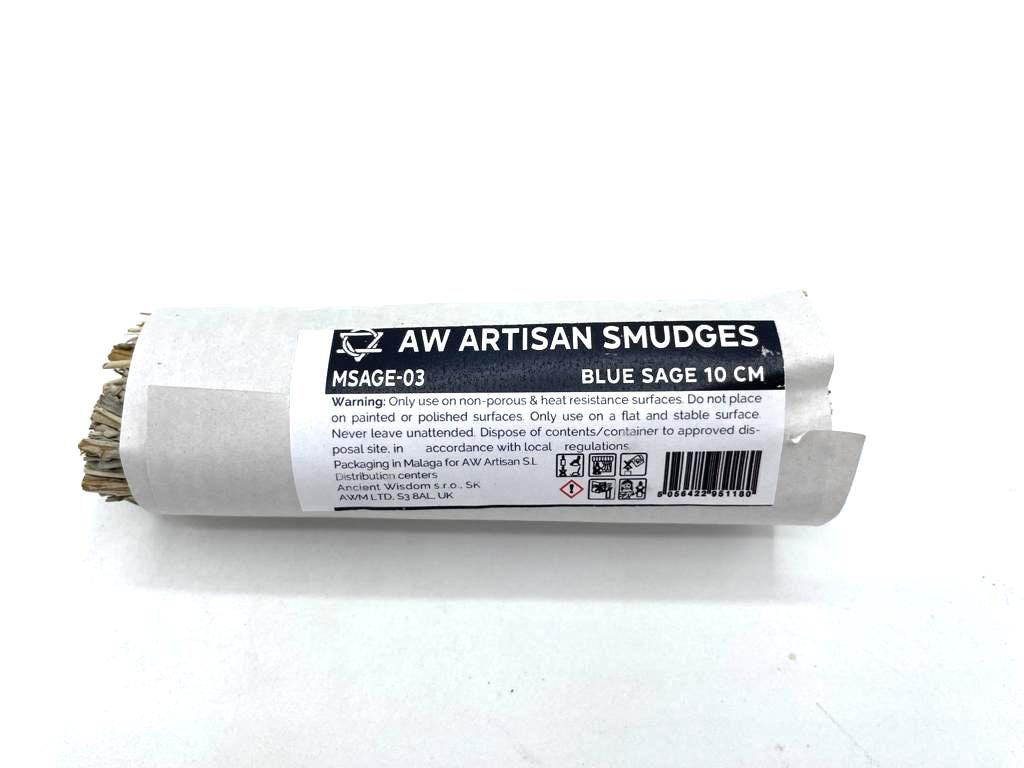 AW ARTISAN SMUDGES
MSAGE-03 BLUE SAGE 10 CM
Warning: Only use on non-porous & heat resistance surfaces. Do not place
on painted or polished surfaces. Only use on a flat and stable surface.
Never leave unattended. Dispose of contents/container to approved dis-
posal site, in accordance with local regulations.
Packaging in Malaga for AW Artisan S.L
Distribution centers
Ancient Wisdom s.r.o., SK
AWM LTD, S3 8AL, UK
5 056422 951180